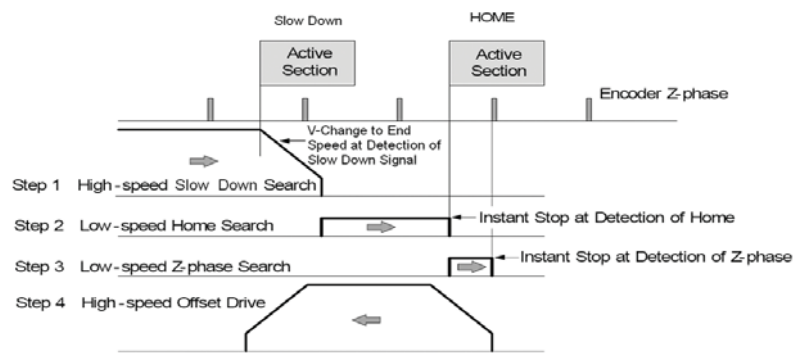 Slow Down
HOME
Active
Section
Active
Section
Encoder Z-phase
V-Change to End
Speed at Detection of
Slow Down Signal
Step 1 High-speed Slow Down Search
Step 2 Low-speed Home Search
Instant Stop at Detection of Home
Step 3 Low-speed Z-phase Search
Instant Stop at Detection of Z-phase
Step 4 High-speed Offset Drive